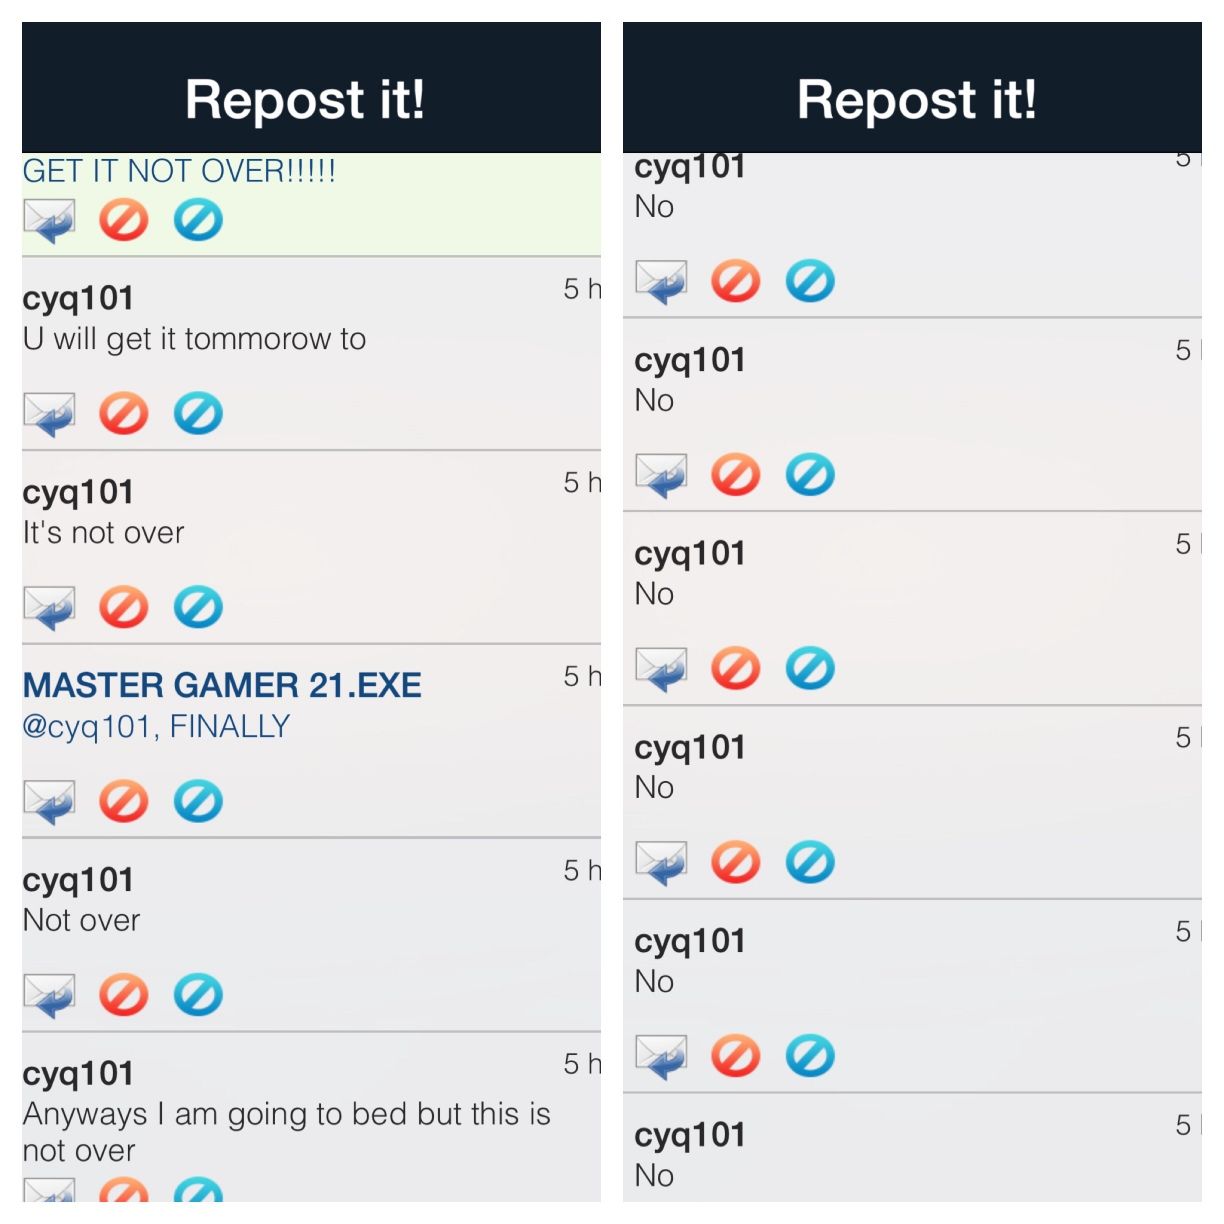 Repost it!
GET IT NOT OVER!!!!!
cyq101
5 h
U will get it tommorow to
cyq101
5 h
It's not over
MASTER GAMER 21.EXE
5 h
@cyq101, FINALLY
cyq101
5 h
Not over
cyq101
5 h
Anyways I am going to bed but this is
not over
Repost it!
cyq101
5
No
cyq101
5
No
cyq101
5
No
cyq101
5
No
cyq101
5
No
cyq101
5
No